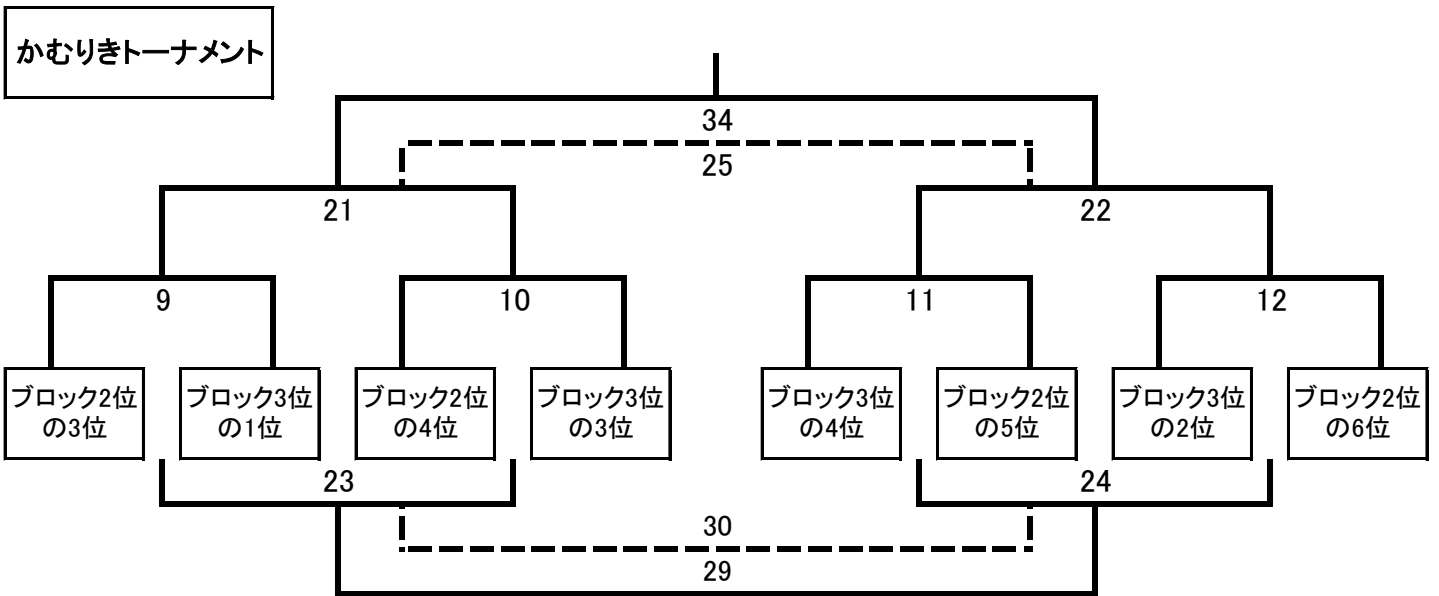 かむりきトーナメント
34
25
21
22
9
10
11
12
ブロック2位
の3位
ブロック3位
の1位
ブロック2位
の4位
ブロック3位
の3位
ブロック3位
の4位
ブロック2位
の5位
ブロック3位
の2位
ブロック2位
の6位
23
24
30
29